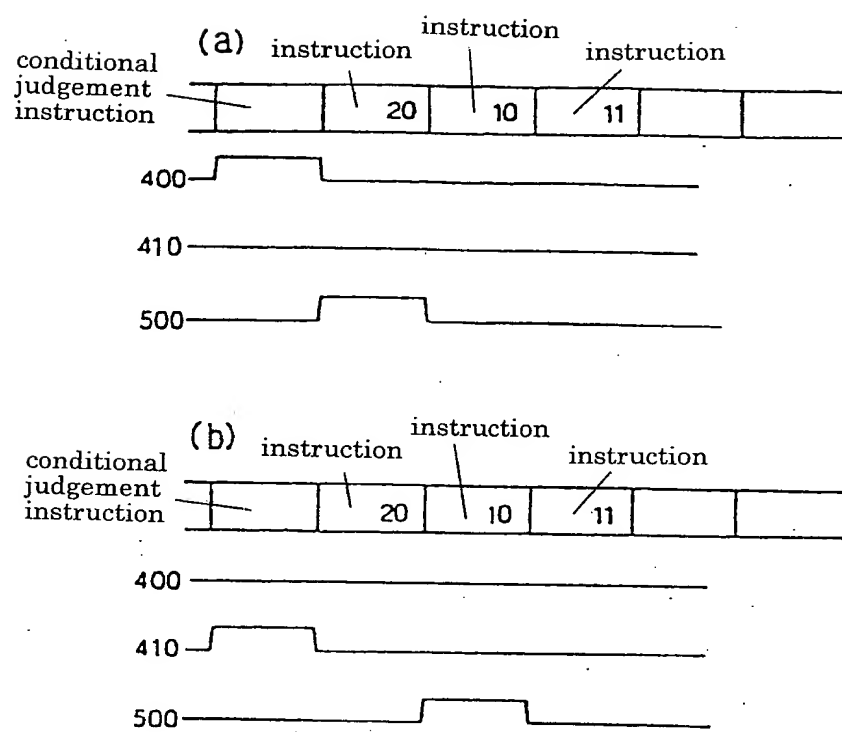 (a)
instruction
instruction
instruction
conditional
judgement
instruction
20
10
11
400
410
500
(b)
instruction
instruction
instruction
conditional
judgement
instruction
20
10
11
400
410
500